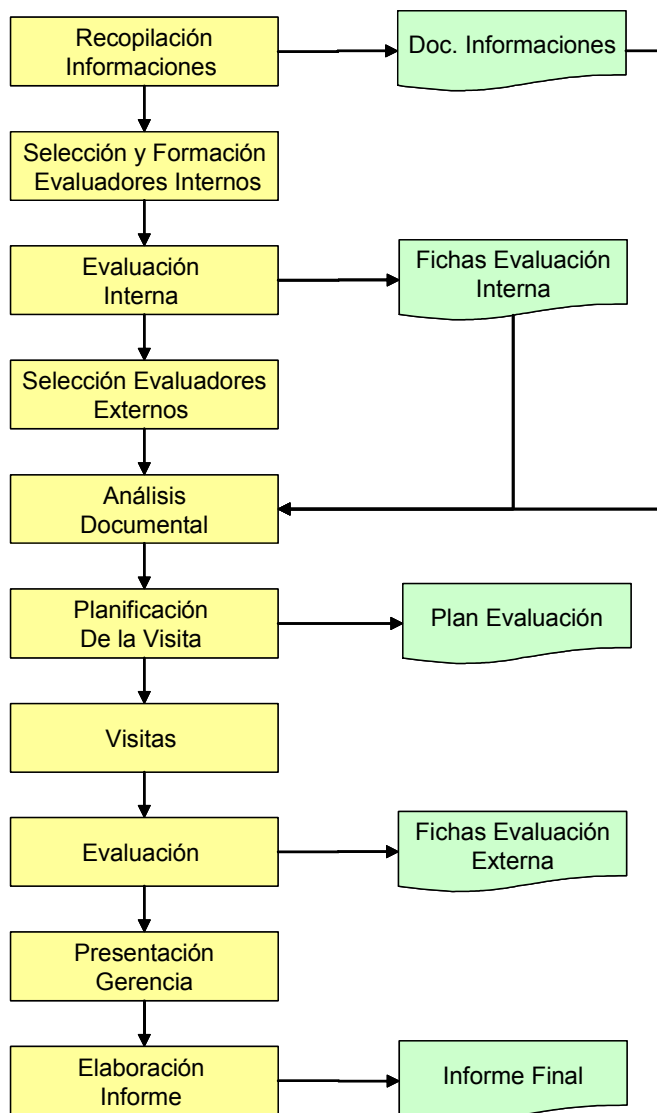 Recopilación
Informaciones
Doc. Informaciones
Selección y Formación
Evaluadores Internos
Evaluación
Interna
Fichas Evaluación
Interna
Selección Evaluadores
Externos
Análisis
Documental
Planificación
De la Visita
Plan Evaluación
Visitas
Evaluación
Fichas Evaluación
Externa
Presentación
Gerencia
Elaboración
Informe
Informe Final